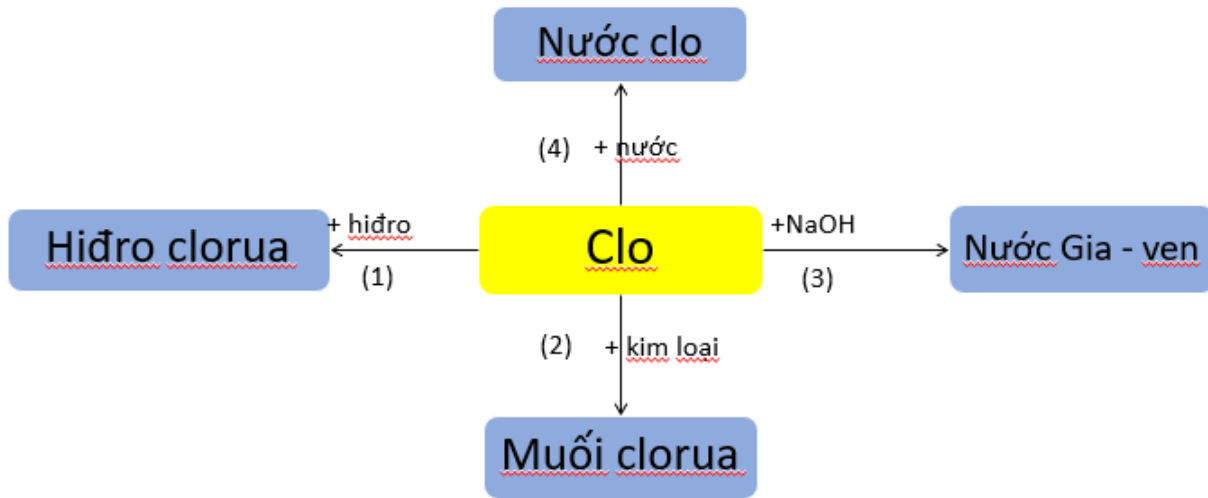 Nước clo
(4) + nước
Hiđro clorua
+ hiđro
(1)
Clo
+NaOH
(3)
Nước Gia - ven
(2) + kim loại
Muối clorua